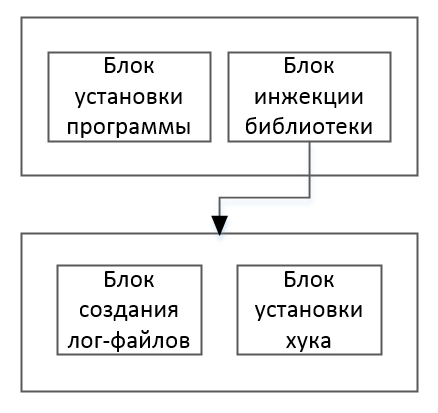 Блок
установки
программы
Блок
инжекции
библиотеки
Блок
создания
лог-файлов
Блок
установки
хука